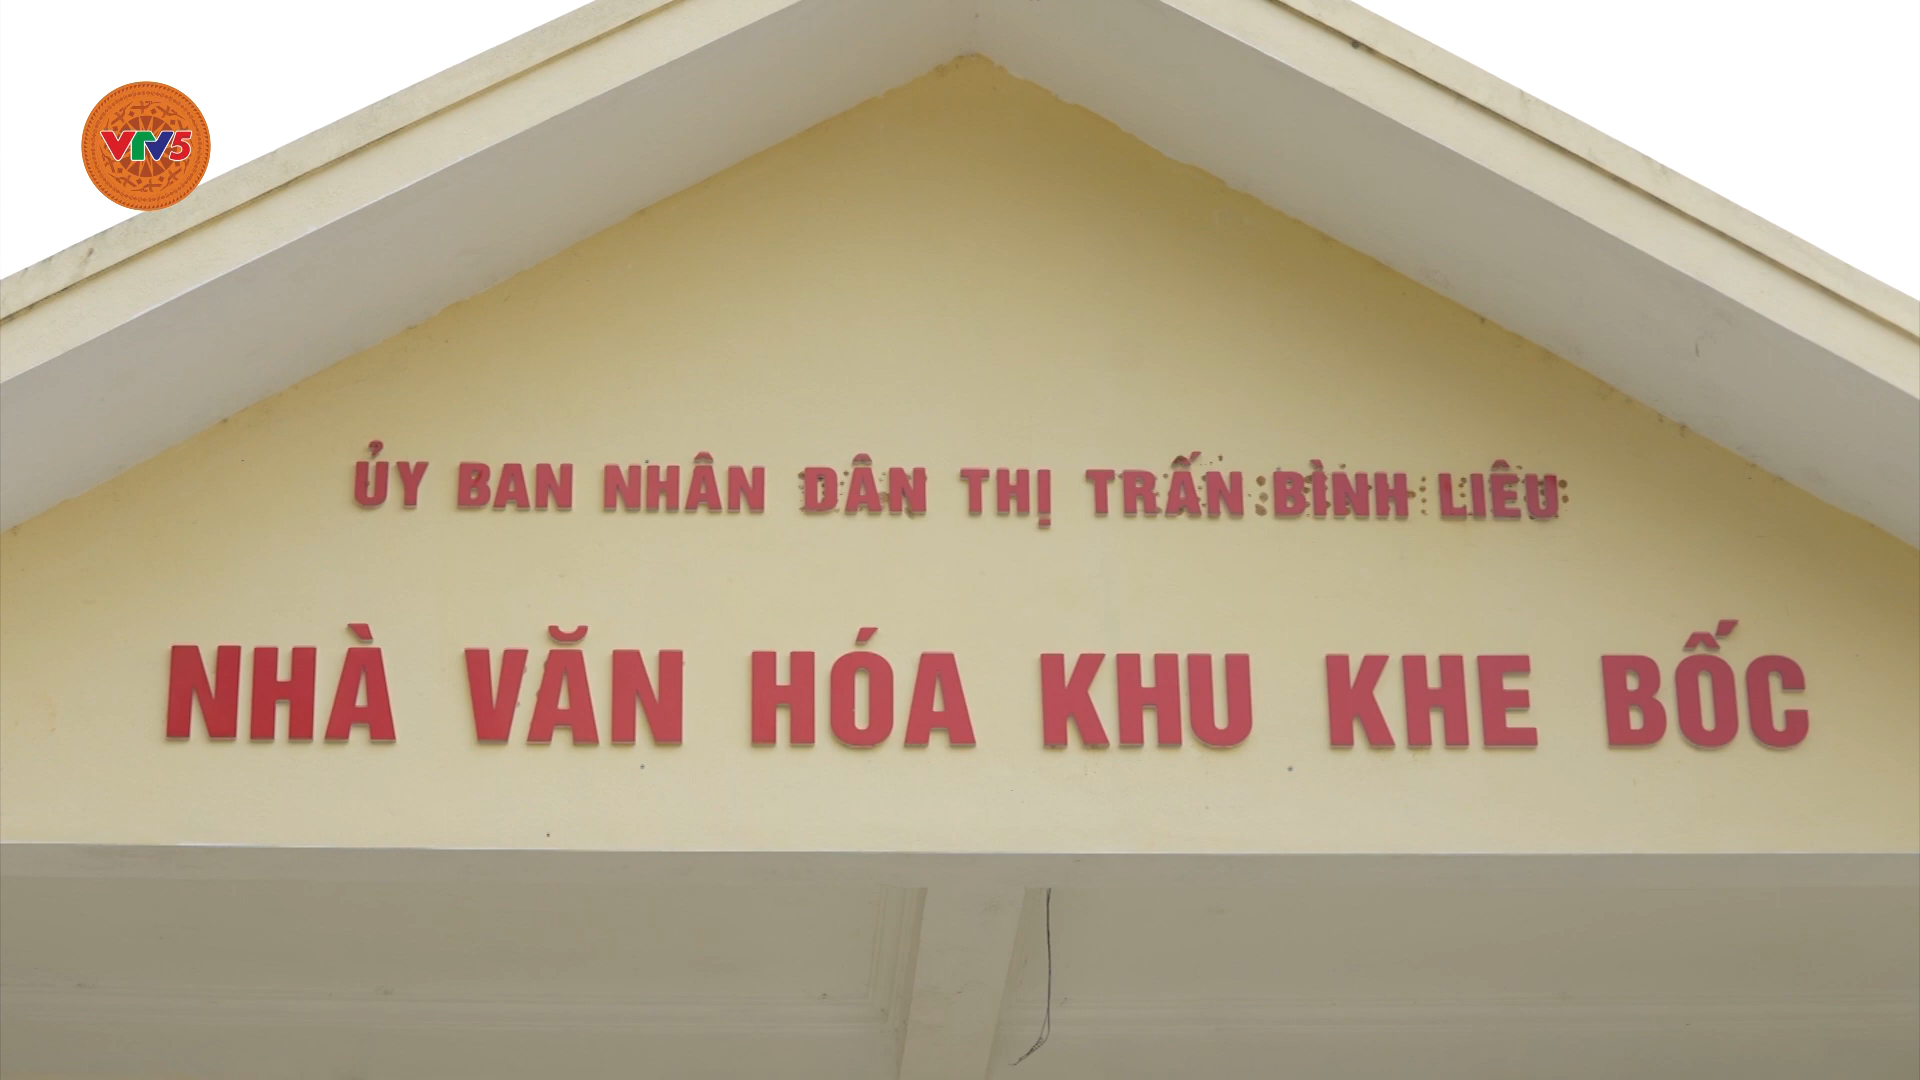 VTV5
ỦY BAN NHÂN DÂN THỊ TRẤN BÌNH LIÊU
NHÀ VĂN HÓA KHU KHE BỐC